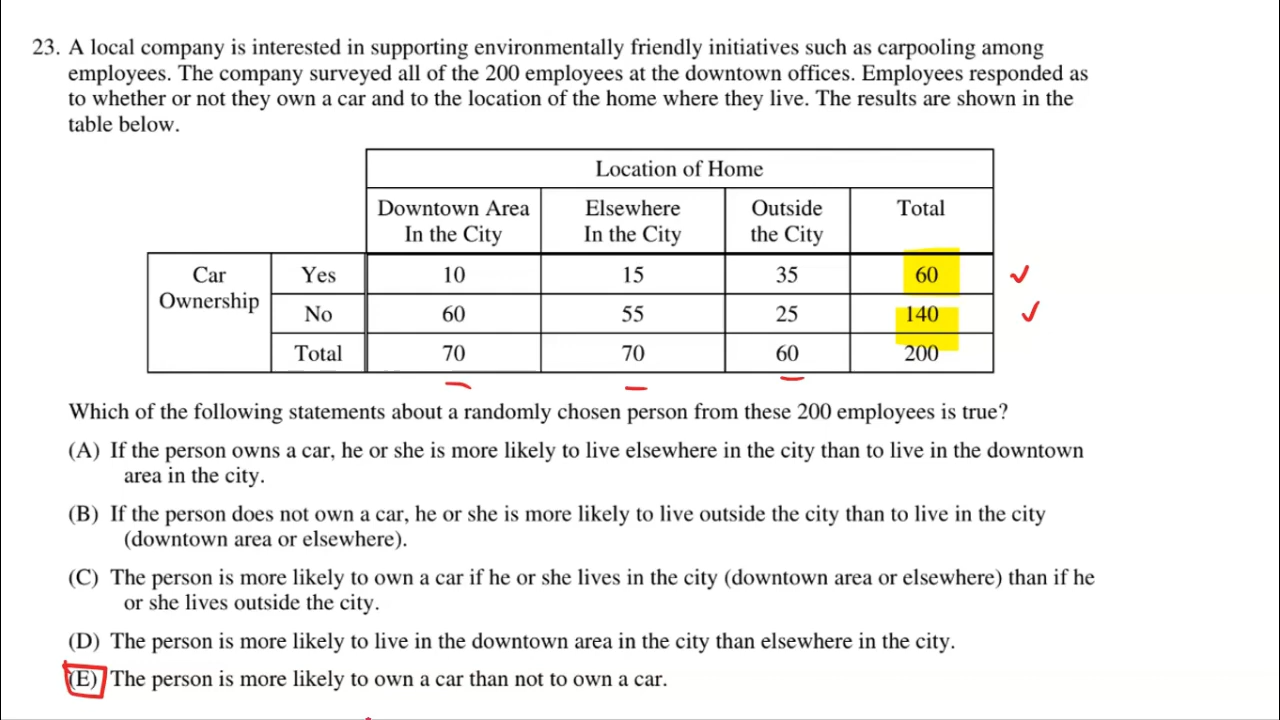 23. A local company is interested in supporting environmentally friendly initiatives such as carpooling among
employees. The company surveyed all of the 200 employees at the downtown offices. Employees responded as
to whether or not they own a car and to the location of the home where they live. The results are shown in the
table below.
Location of Home
Downtown Area Elsewhere Outside Total
In the City In the City the City
Car Yes 10 15 35 60
Ownership No 60 55 25 140
Total 70 70 60 200
Which of the following statements about a randomly chosen person from these 200 employees is true?
(A) If the person owns a car, he or she is more likely to live elsewhere in the city than to live in the downtown
area in the city.
(B) If the person does not own a car, he or she is more likely to live outside the city than to live in the city
(downtown area or elsewhere).
(C) The person is more likely to own a car if he or she lives in the city (downtown area or elsewhere) than if he
or she lives outside the city.
(D) The person is more likely to live in the downtown area in the city than elsewhere in the city.
(E) The person is more likely to own a car than not to own a car.